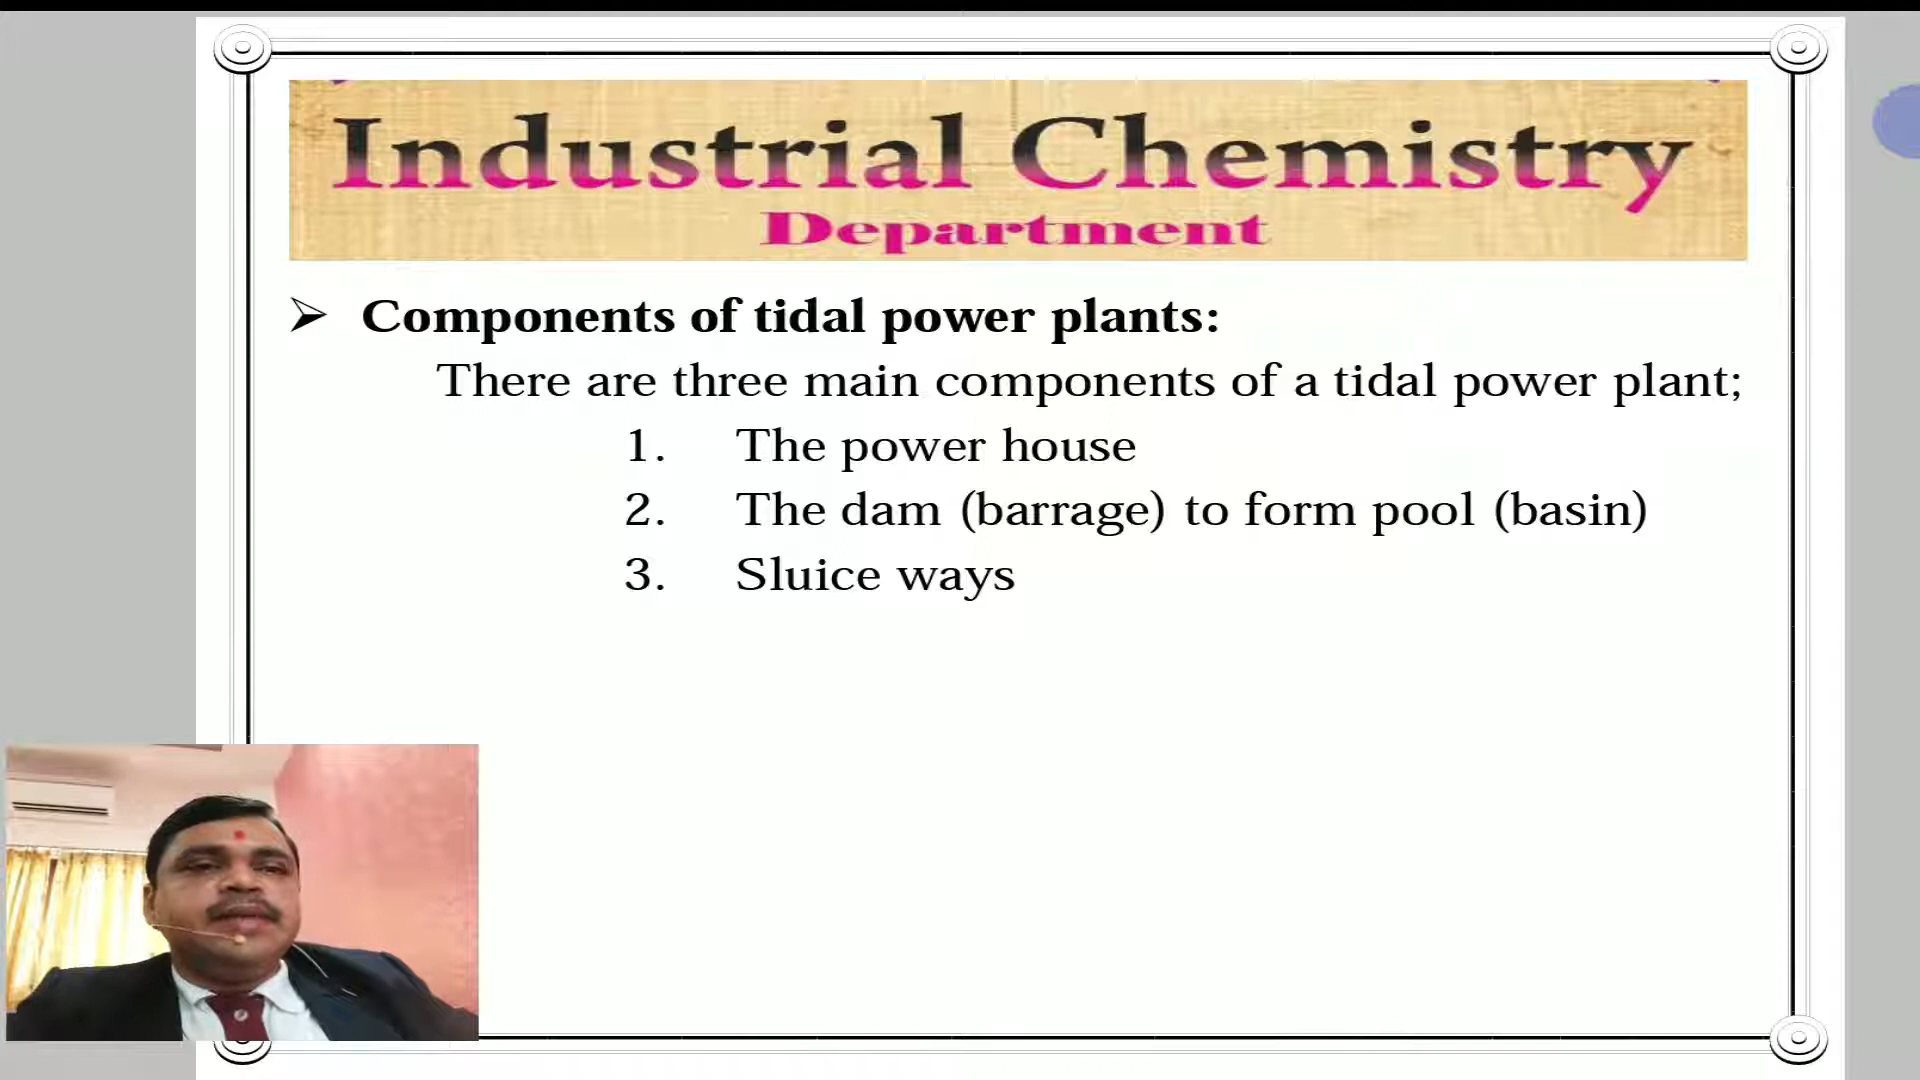 Industrial Chemistry
Department
➢ Components of tidal power plants:
There are three main components of a tidal power plant;
1. The power house
2. The dam (barrage) to form pool (basin)
3. Sluice ways